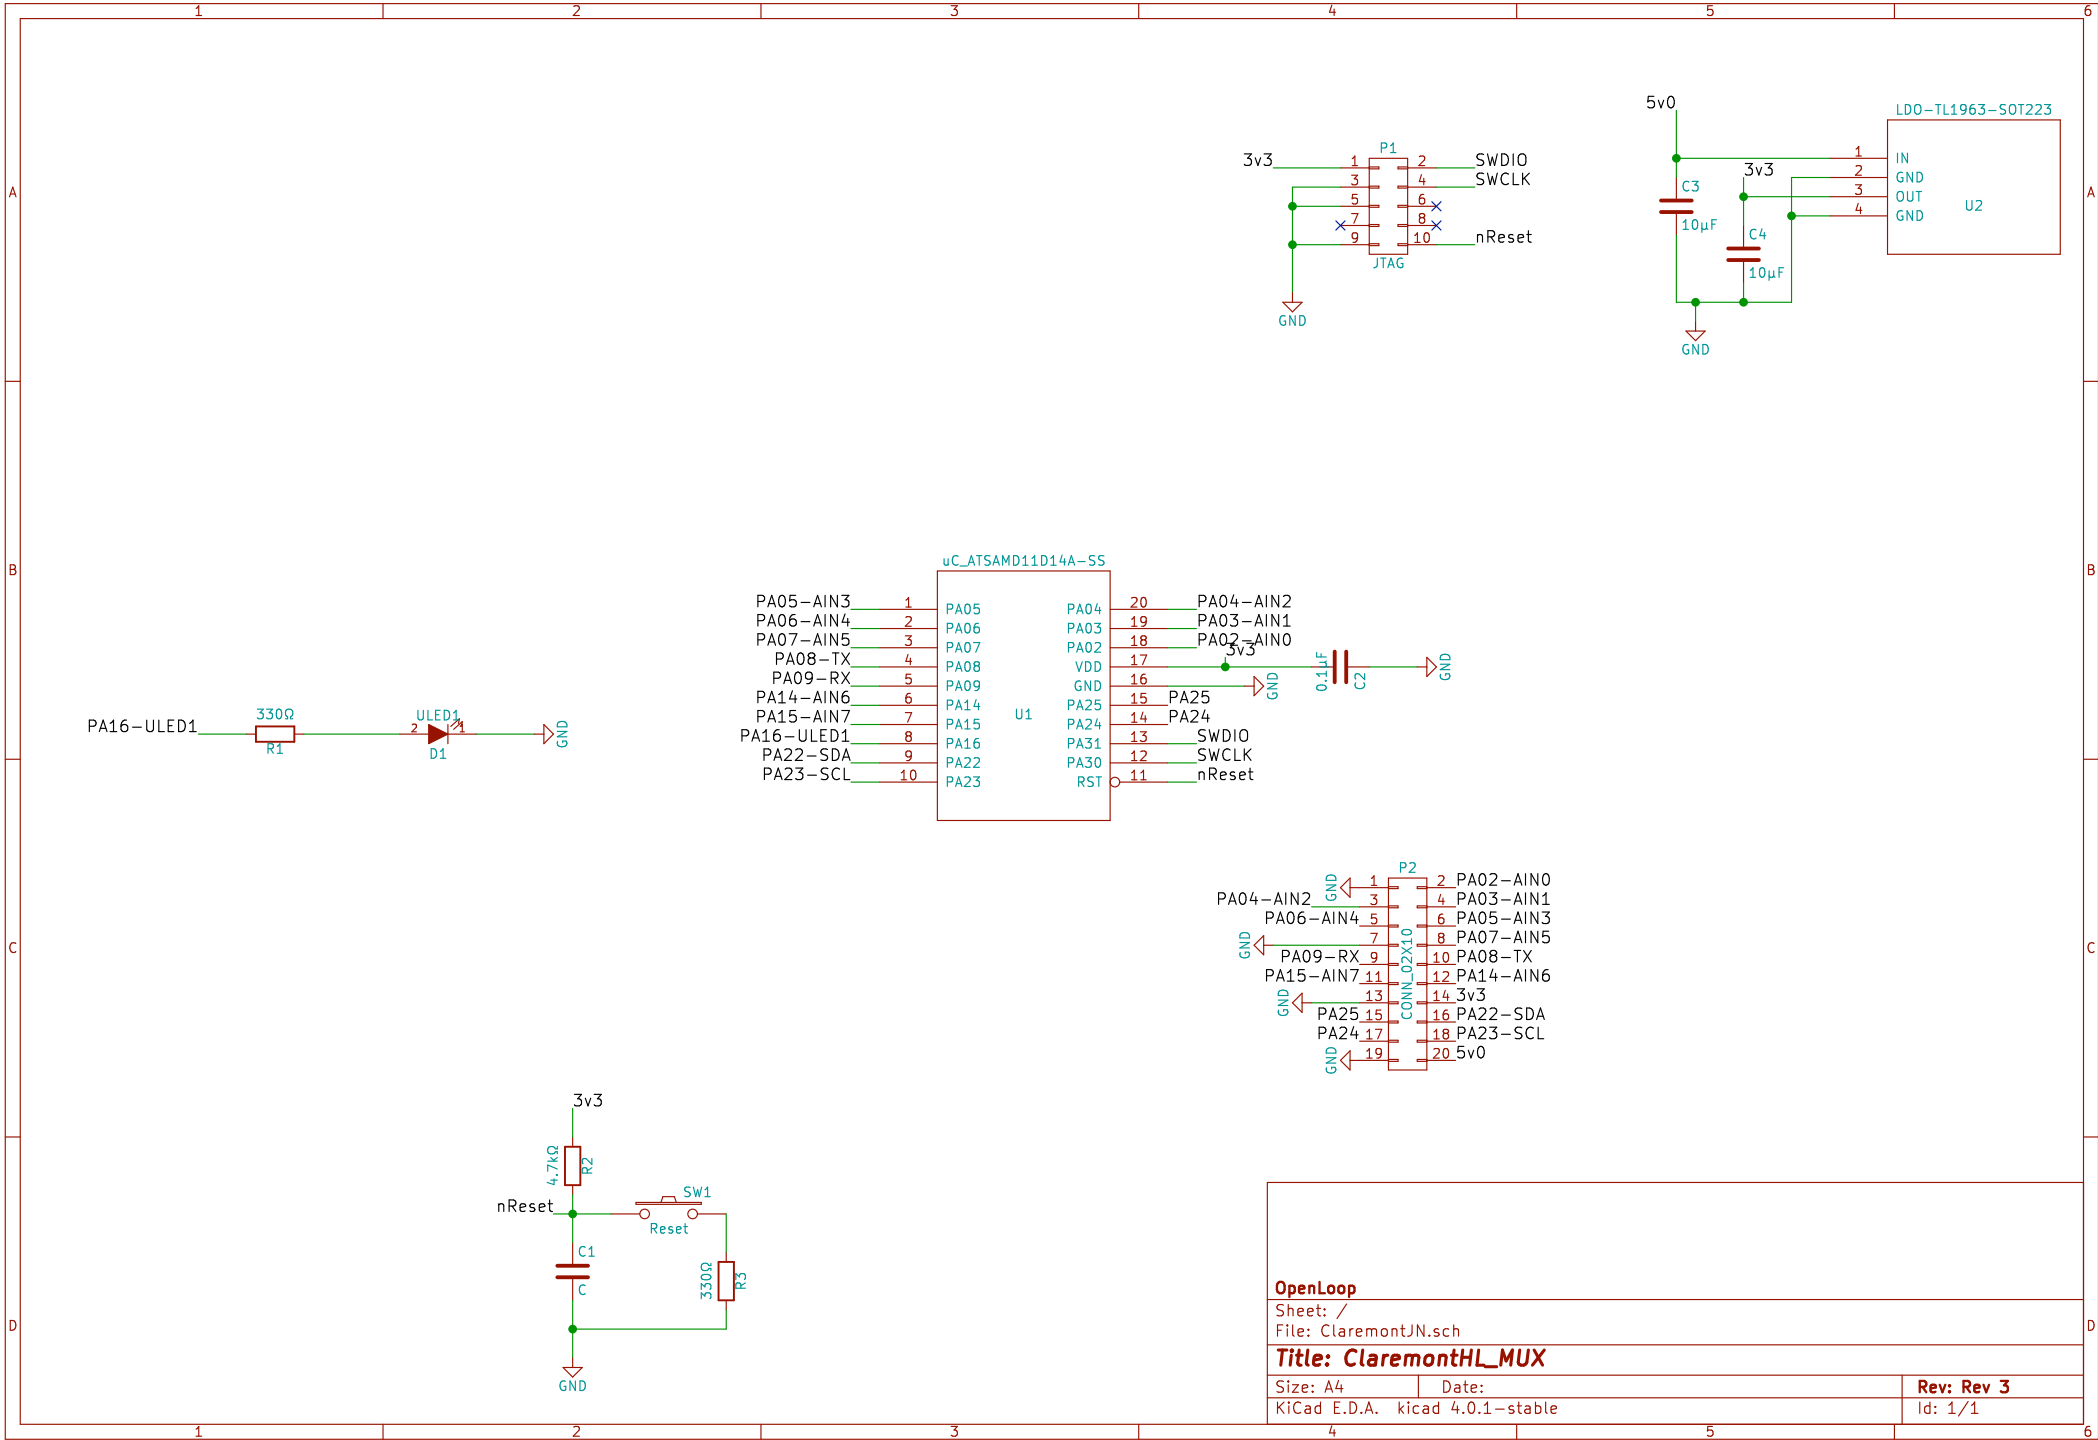 1 2 3 4 5 6
A A
B B
C C
D D
1 2 3 4 5 6
5v0
LDO-TL1963-SOT223
1 IN
2 GND
3 OUT
4 GND
U2
3v3
C3
10µF
C4
10µF
GND
P1
3v3 1 2 SWDIO
3 4 SWCLK
5 6
7 8
9 10 nReset
JTAG
GND
uC_ATSAMD11D14A-SS
PA05-AIN3 1 PA05 PA04 20 PA04-AIN2
PA06-AIN4 2 PA06 PA03 19 PA03-AIN1
PA07-AIN5 3 PA07 PA02 18 PA02-AIN0
PA08-TX 4 PA08 VDD 17 3v3
PA09-RX 5 PA09 GND 16 GND
PA14-AIN6 6 PA14 PA25 15 PA25
PA15-AIN7 7 PA15 PA24 14 PA24
PA16-ULED1 8 PA16 PA31 13 SWDIO
PA22-SDA 9 PA22 PA30 12 SWCLK
PA23-SCL 10 PA23 RST 11 nReset
U1
0.1µF
C2
GND
PA16-ULED1
330Ω
R1
ULED1
2 1
D1
GND
P2
GND 1 2 PA02-AIN0
PA04-AIN2 3 4 PA03-AIN1
PA06-AIN4 5 6 PA05-AIN3
GND 7 8 PA07-AIN5
PA09-RX 9 10 PA08-TX
PA15-AIN7 11 12 PA14-AIN6
GND 13 14 3v3
PA25 15 16 PA22-SDA
PA24 17 18 PA23-SCL
GND 19 20 5v0
CONN_02X10
3v3
4.7kΩ
R2
nReset
SW1
Reset
C1
C
330Ω
R3
GND
OpenLoop
Sheet: /
File: ClaremontJN.sch
Title: ClaremontHL_MUX
Size: A4 Date: Rev: Rev 3
KiCad E.D.A. kicad 4.0.1-stable Id: 1/1